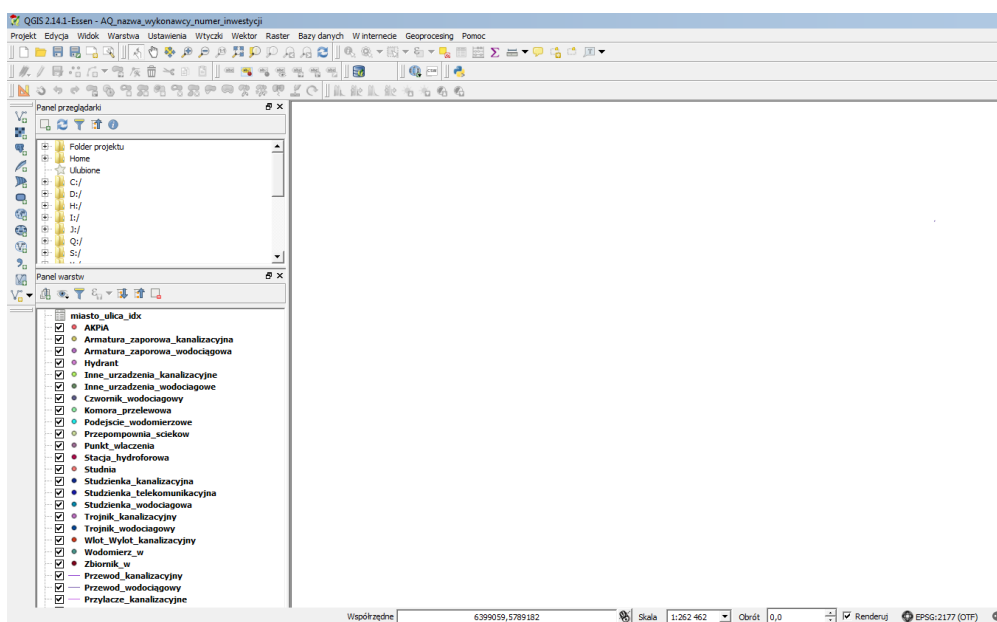 QGIS 2.14.1-Essen - AQ_nazwa_wykonawcy_numer_inwestycji
Projekt Edycja Widok Warstwa Ustawienia Wtyczki Wektor Raster Bazy danych W internecie Geoprocesing Pomoc
Panel przeglądarki
Folder projektu
Home
Ulubione
C:/
D:/
H:/
I:/
J:/
Q:/
S:/
Panel warstw
miasto_ulica_idx
AKPiA
Armatura_zaporowa_kanalizacyjna
Armatura_zaporowa_wodociągowa
Hydrant
Inne_urzadzenia_kanalizacyjne
Inne_urzadzenia_wodociagowe
Czwornik_wodociagowy
Komora_przelewowa
Podejscie_wodomierzowe
Przepompownia_sciekow
Punkt_wlaczenia
Stacja_hydroforowa
Studnia
Studzienka_kanalizacyjna
Studzienka_telekomunikacyjna
Studzienka_wodociagowa
Trojnik_kanalizacyjny
Trojnik_wodociagowy
Wlot_Wylot_kanalizacyjny
Wodomierz_w
Zbiornik_w
Przewod_kanalizacyjny
Przewod_wodociągowy
Przylacze_kanalizacyjne
Współrzędne 6399059,5789182 Skala 1:262 462 Obrót 0,0 Renderuj EPSG:2177 (OTF)